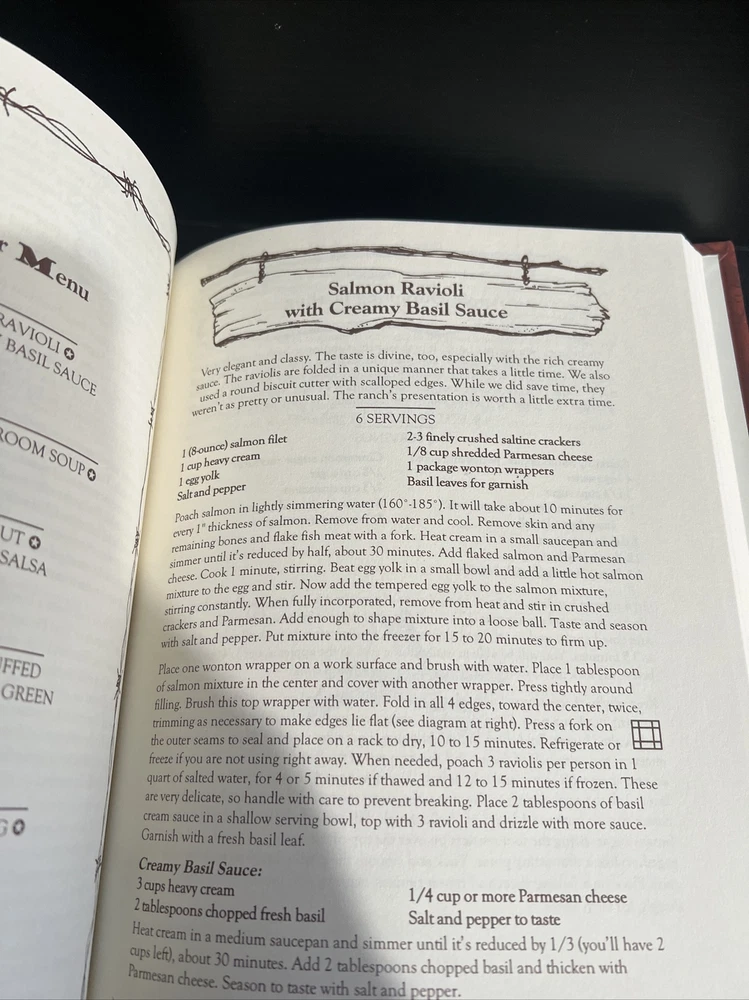 r Menu
RAVIOLI
BASIL SAUCE
ROOM SOUP
UT
SALSA
FFED
GREEN
G
Salmon Ravioli
with Creamy Basil Sauce
Very elegant and classy. The taste is divine, too, especially with the rich creamy
sauce. The raviolis are folded in a unique manner that takes a little time. We also
used a round biscuit cutter with scalloped edges. While we did save time, they
weren't as pretty or unusual. The ranch's presentation is worth a little extra time.
6 SERVINGS
1 (8-ounce) salmon filet
1 cup heavy cream
1 egg yolk
Salt and pepper
2-3 finely crushed saltine crackers
1/8 cup shredded Parmesan cheese
1 package wonton wrappers
Basil leaves for garnish
Poach salmon in lightly simmering water (160°-185°). It will take about 10 minutes for
every 1" thickness of salmon. Remove from water and cool. Remove skin and any
remaining bones and flake fish meat with a fork. Heat cream in a small saucepan and
simmer until it's reduced by half, about 30 minutes. Add flaked salmon and Parmesan
cheese. Cook 1 minute, stirring. Beat egg yolk in a small bowl and add a little hot salmon
mixture to the egg and stir. Now add the tempered egg yolk to the salmon mixture,
stirring constantly. When fully incorporated, remove from heat and stir in crushed
crackers and Parmesan. Add enough to shape mixture into a loose ball. Taste and season
with salt and pepper. Put mixture into the freezer for 15 to 20 minutes to firm up.
Place one wonton wrapper on a work surface and brush with water. Place 1 tablespoon
of salmon mixture in the center and cover with another wrapper. Press tightly around
filling. Brush this top wrapper with water. Fold in all 4 edges, toward the center, twice,
trimming as necessary to make edges lie flat (see diagram at right). Press a fork on
the outer seams to seal and place on a rack to dry, 10 to 15 minutes. Refrigerate or
freeze if you are not using right away. When needed, poach 3 raviolis per person in 1
quart of salted water, for 4 or 5 minutes if thawed and 12 to 15 minutes if frozen. These
are very delicate, so handle with care to prevent breaking. Place 2 tablespoons of basil
cream sauce in a shallow serving bowl, top with 3 ravioli and drizzle with more sauce.
Garnish with a fresh basil leaf.
Creamy Basil Sauce:
3 cups heavy cream
2 tablespoons chopped fresh basil
1/4 cup or more Parmesan cheese
Salt and pepper to taste
Heat cream in a medium saucepan and simmer until it's reduced by 1/3 (you'll have 2
cups left), about 30 minutes. Add 2 tablespoons chopped basil and thicken with
Parmesan cheese. Season to taste with salt and pepper.